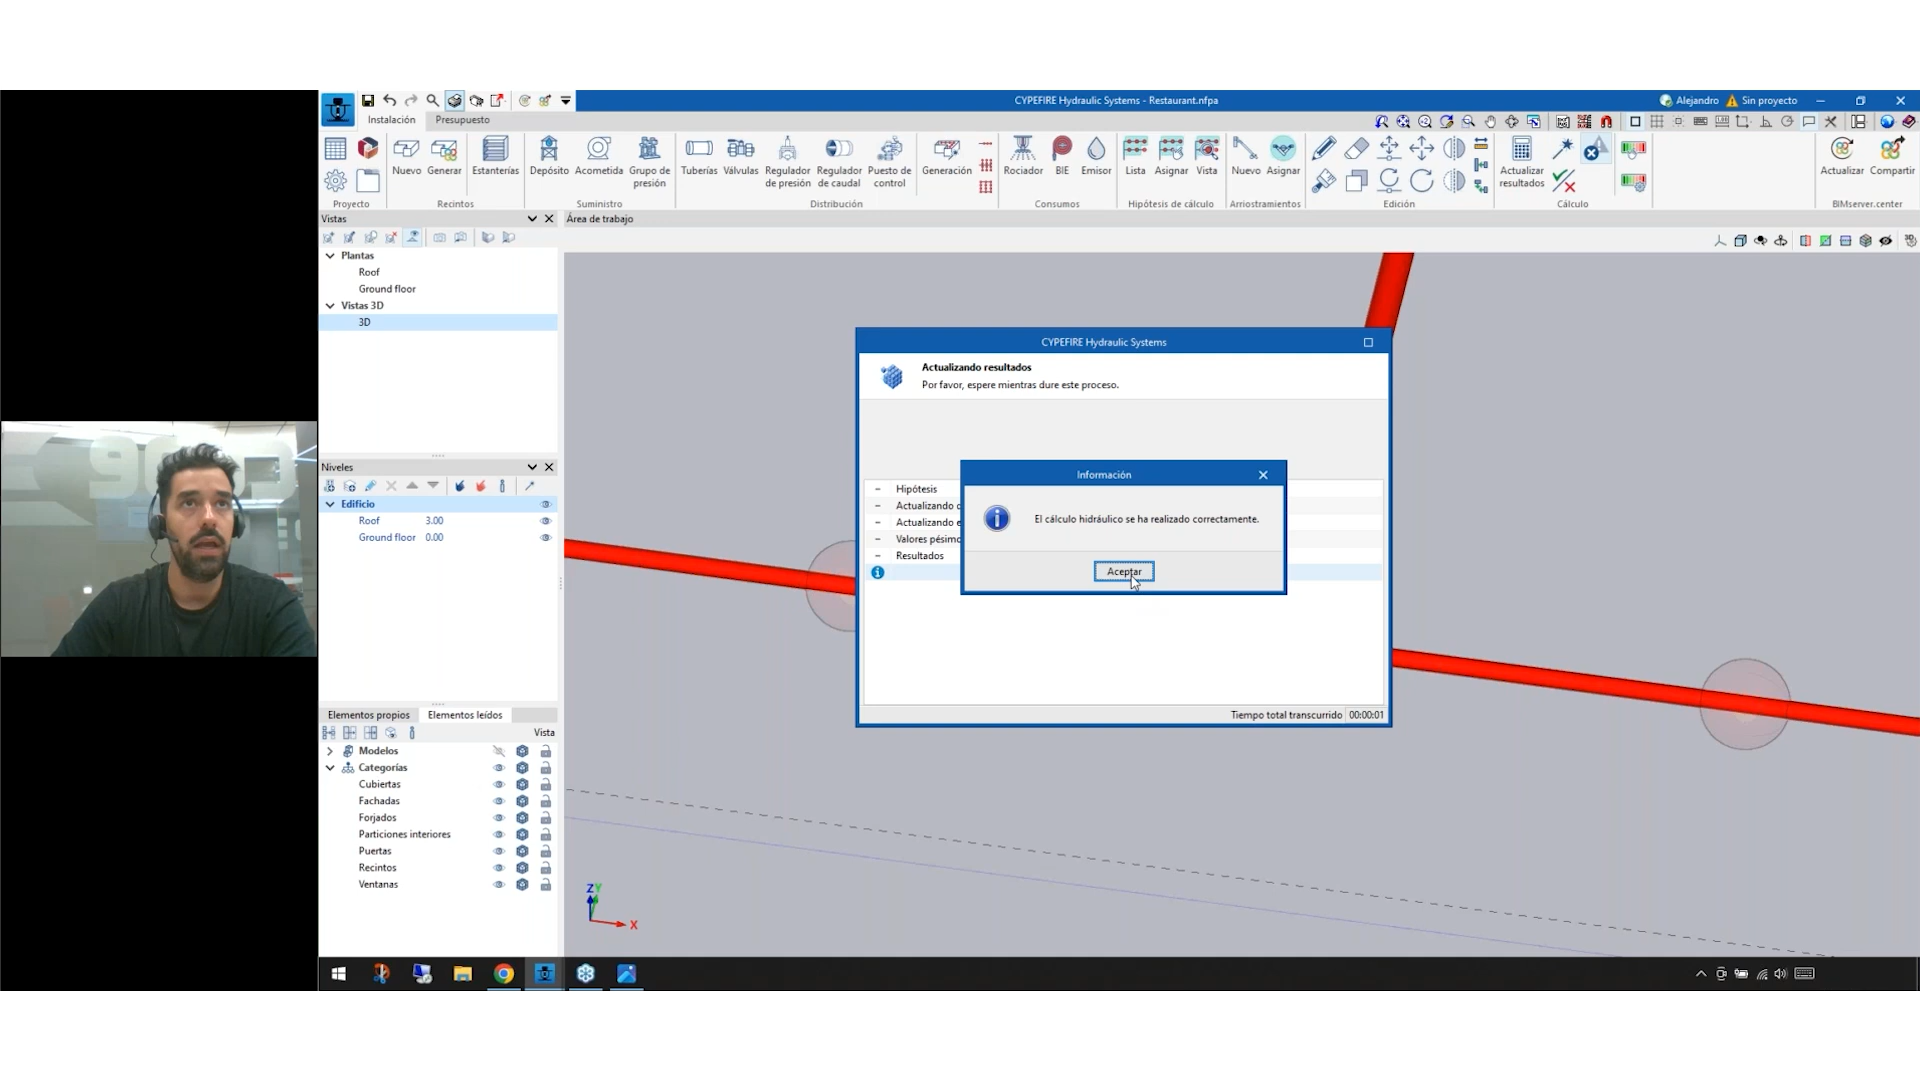 CYPEFIRE Hydraulic Systems - Restaurant.nfpa
Alejandro
Sin proyecto
Instalación
Presupuesto
Nuevo
Generar
Estanterías
Depósito
Acometida
Grupo de
presión
Tuberías
Válvulas
Regulador
de presión
Regulador
de caudal
Puesto de
control
Generación
Rociador
BIE
Emisor
Lista
Asignar
Vista
Nuevo
Asignar
Actualizar
resultados
Actualizar
Compartir
Proyecto
Recintos
Suministro
Distribución
Consumos
Hipótesis de cálculo
Arriostramientos
Edición
Cálculo
BIMserver.center
Vistas
Área de trabajo
Plantas
Roof
Ground floor
Vistas 3D
3D
Niveles
Edificio
Roof 3.00
Ground floor 0.00
Elementos propios
Elementos leídos
Vista
Modelos
Categorías
Cubiertas
Fachadas
Forjados
Particiones interiores
Puertas
Recintos
Ventanas
CYPEFIRE Hydraulic Systems
Actualizando resultados
Por favor, espere mientras dure este proceso.
Hipótesis
Actualizando
Actualizando
Valores pésimo
Resultados
Información
El cálculo hidráulico se ha realizado correctamente.
Aceptar
Tiempo total transcurrido 00:00:01
Z
Y
X